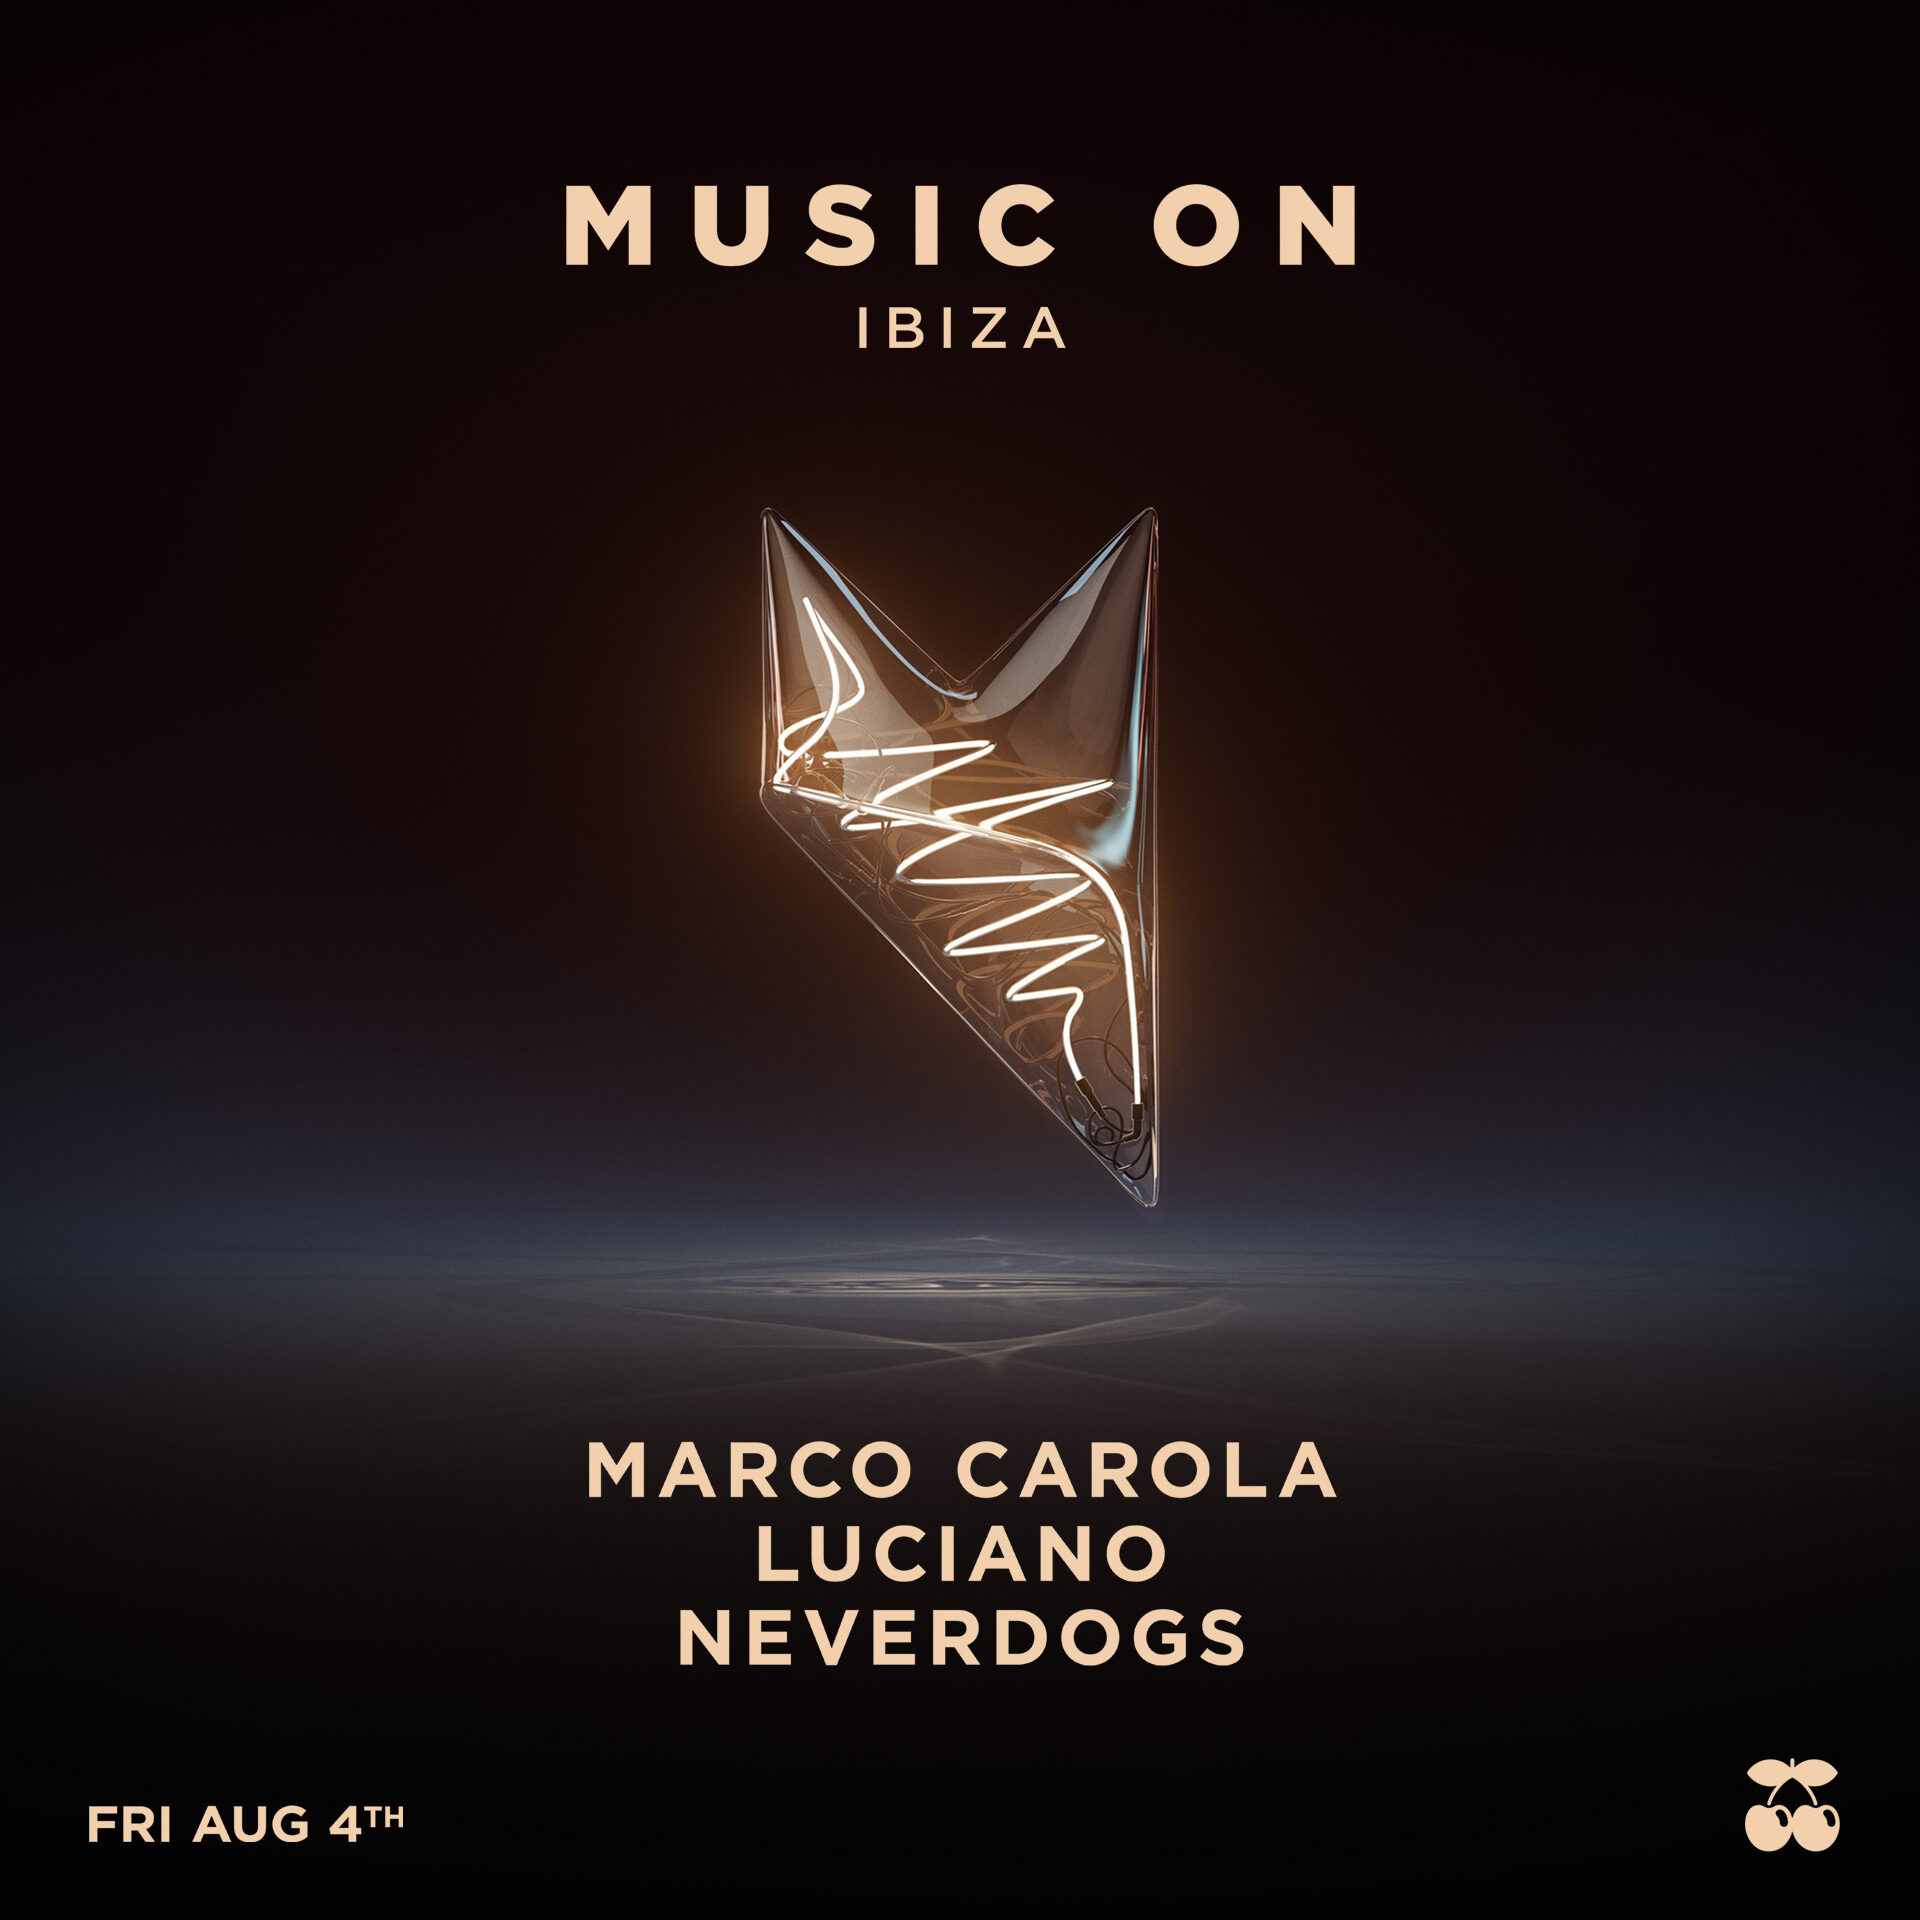 MUSIC ON
IBIZA
MARCO CAROLA
LUCIANO
NEVERDOGS
FRI AUG 4TH